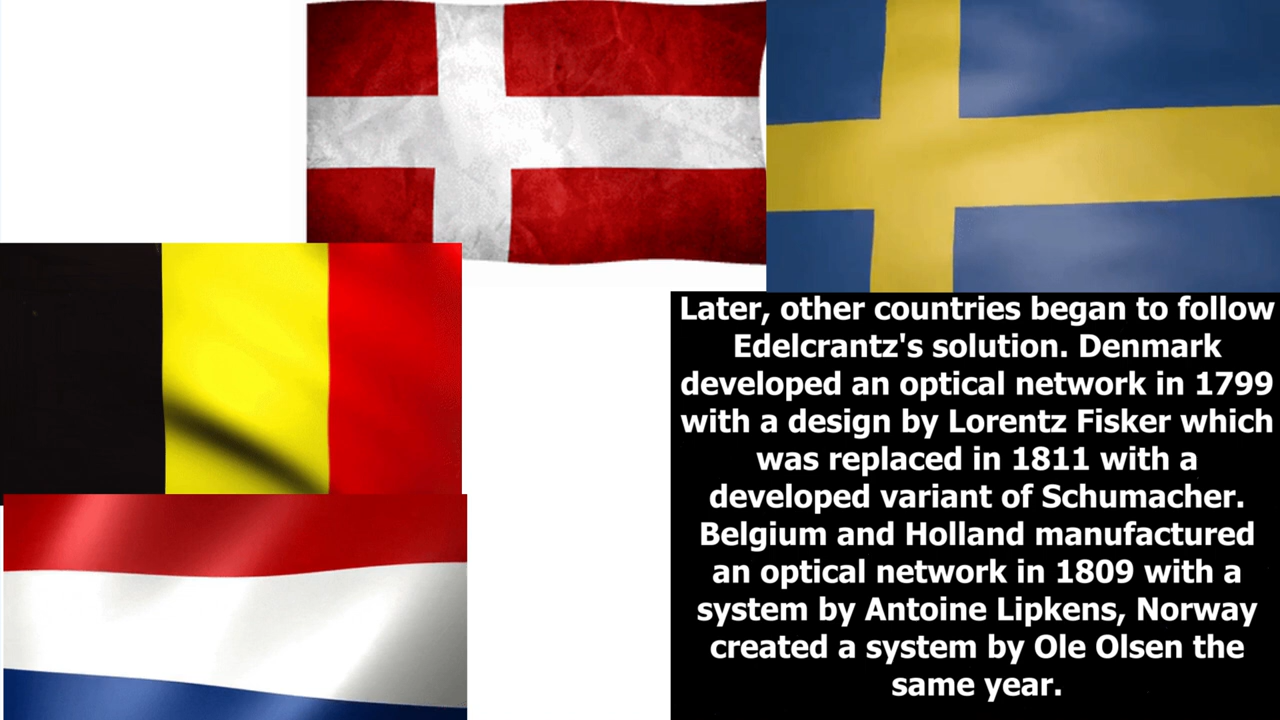 Later, other countries began to follow
Edelcrantz's solution. Denmark
developed an optical network in 1799
with a design by Lorentz Fisker which
was replaced in 1811 with a
developed variant of Schumacher.
Belgium and Holland manufactured
an optical network in 1809 with a
system by Antoine Lipkens, Norway
created a system by Ole Olsen the
same year.